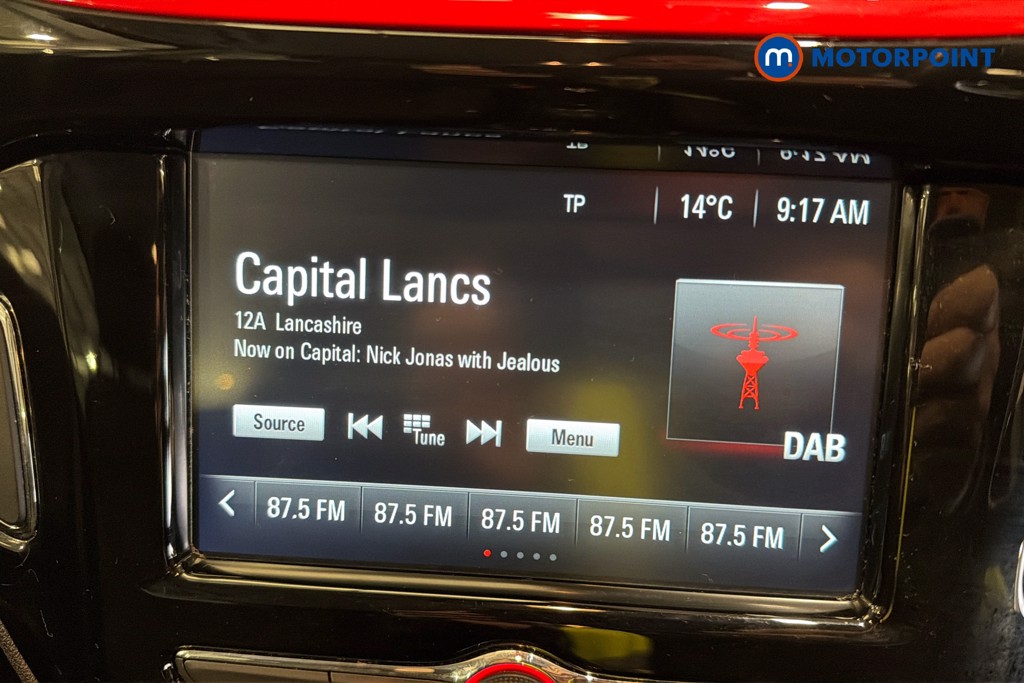 m. MOTORPOINT
TP 14°C 9:17 AM
Capital Lancs
12A Lancashire
Now on Capital: Nick Jonas with Jealous
Source Tune Menu
DAB
87.5 FM 87.5 FM 87.5 FM 87.5 FM 87.5 FM